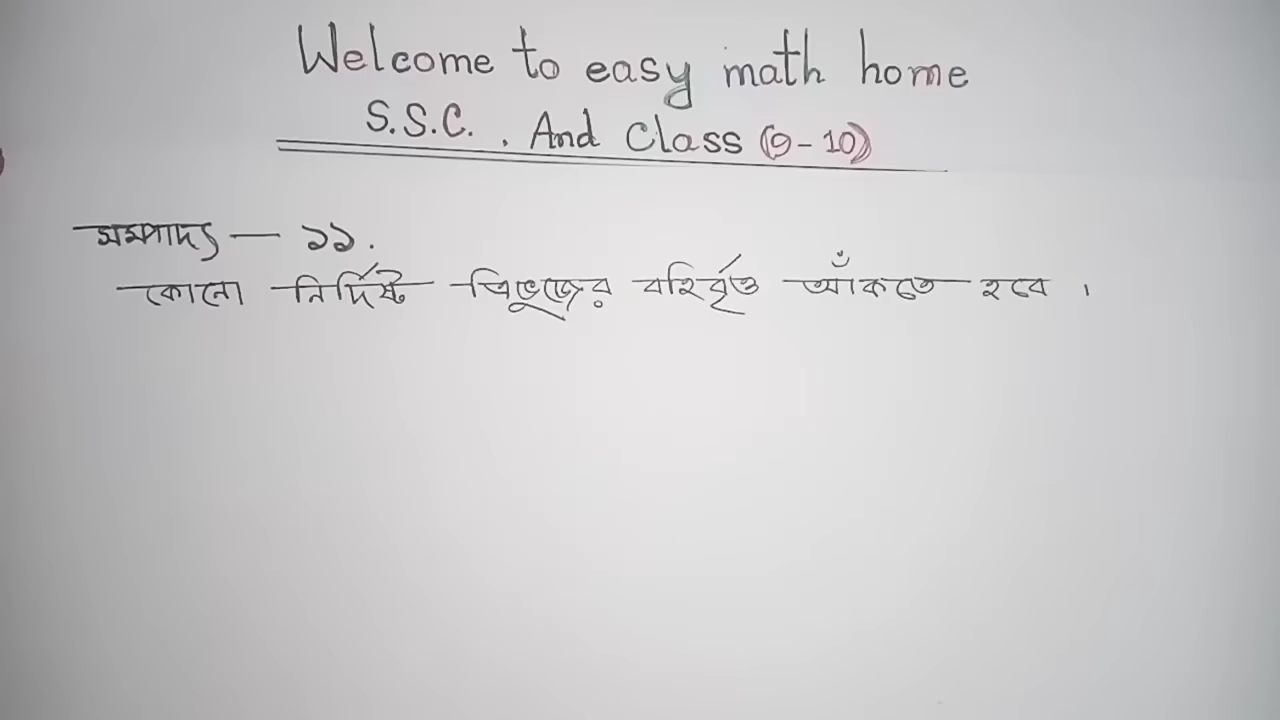 Welcome to easy math home
S.S.C. . And Class (9-10)
সম্পাদ্য — ১১.
কোনো নির্দিষ্ট ত্রিভুজের বহির্বৃত্ত আঁকতে হবে ।